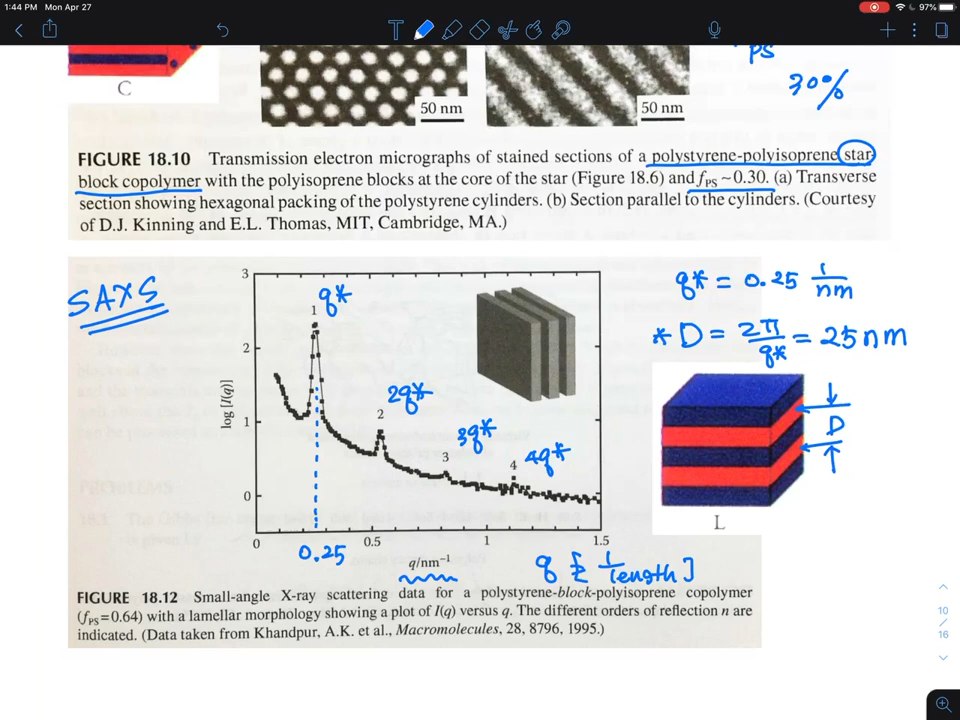 1:44 PM Mon Apr 27
97%
PS
30%
C
50 nm
50 nm
FIGURE 18.10 Transmission electron micrographs of stained sections of a polystyrene-polyisoprene star-
block copolymer with the polyisoprene blocks at the core of the star (Figure 18.6) and fPS ~0.30. (a) Transverse
section showing hexagonal packing of the polystyrene cylinders. (b) Section parallel to the cylinders. (Courtesy
of D.J. Kinning and E.L. Thomas, MIT, Cambridge, MA.)
SAXS
3
2
1
0
log [I(q)]
1
q*
2
2q*
3
3q*
4
4q*
0
0.5
1
1.5
0.25
q/nm⁻¹
q [ 1/length ]
q* = 0.25 1/nm
* D = 2π/q* = 25 nm
D
L
FIGURE 18.12 Small-angle X-ray scattering data for a polystyrene-block-polyisoprene copolymer
(fPS=0.64) with a lamellar morphology showing a plot of I(q) versus q. The different orders of reflection n are
indicated. (Data taken from Khandpur, A.K. et al., Macromolecules, 28, 8796, 1995.)
10
/
16